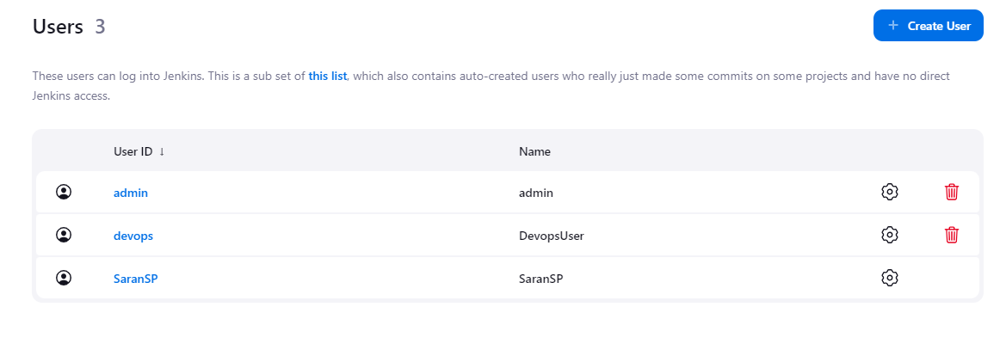 Users 3
+ Create User
These users can log into Jenkins. This is a sub set of this list, which also contains auto-created users who really just made some commits on some projects and have no direct
Jenkins access.
User ID ↓ Name
admin admin
devops DevopsUser
SaranSP SaranSP